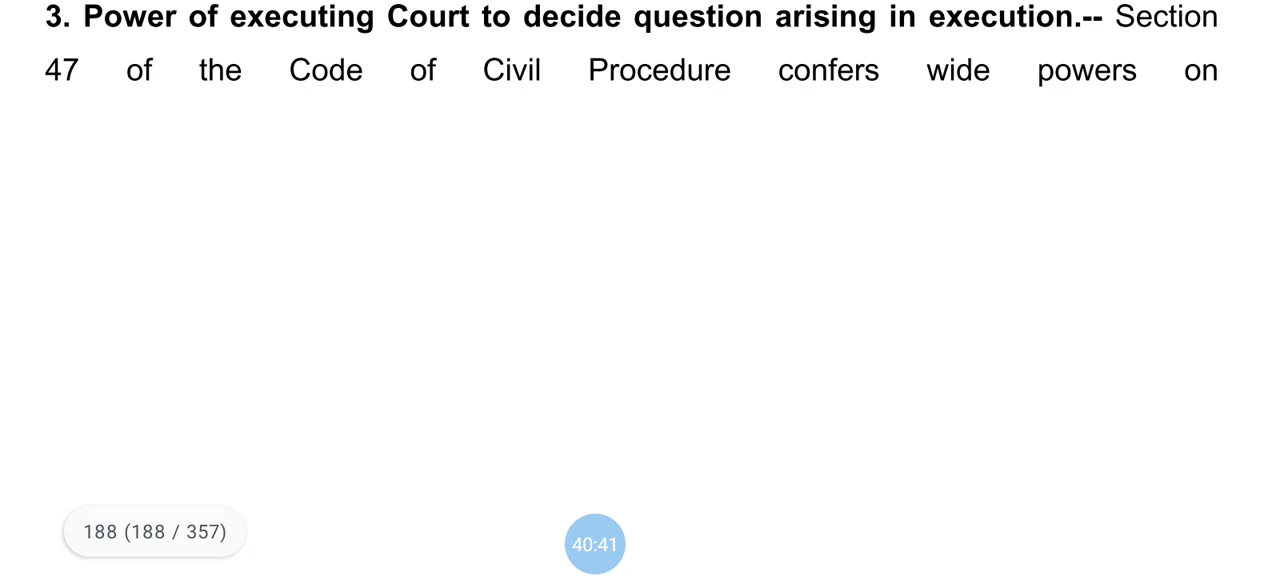 3. Power of executing Court to decide question arising in execution.-- Section
47 of the Code of Civil Procedure confers wide powers on
188 (188 / 357)
40:41